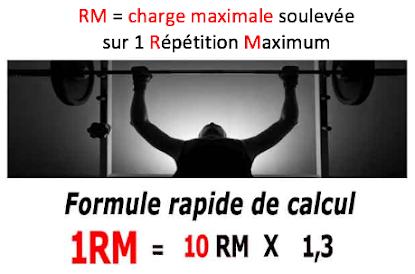 RM = charge maximale soulevée
sur 1 Répétition Maximum
Formule rapide de calcul
1RM = 10 RM X 1,3